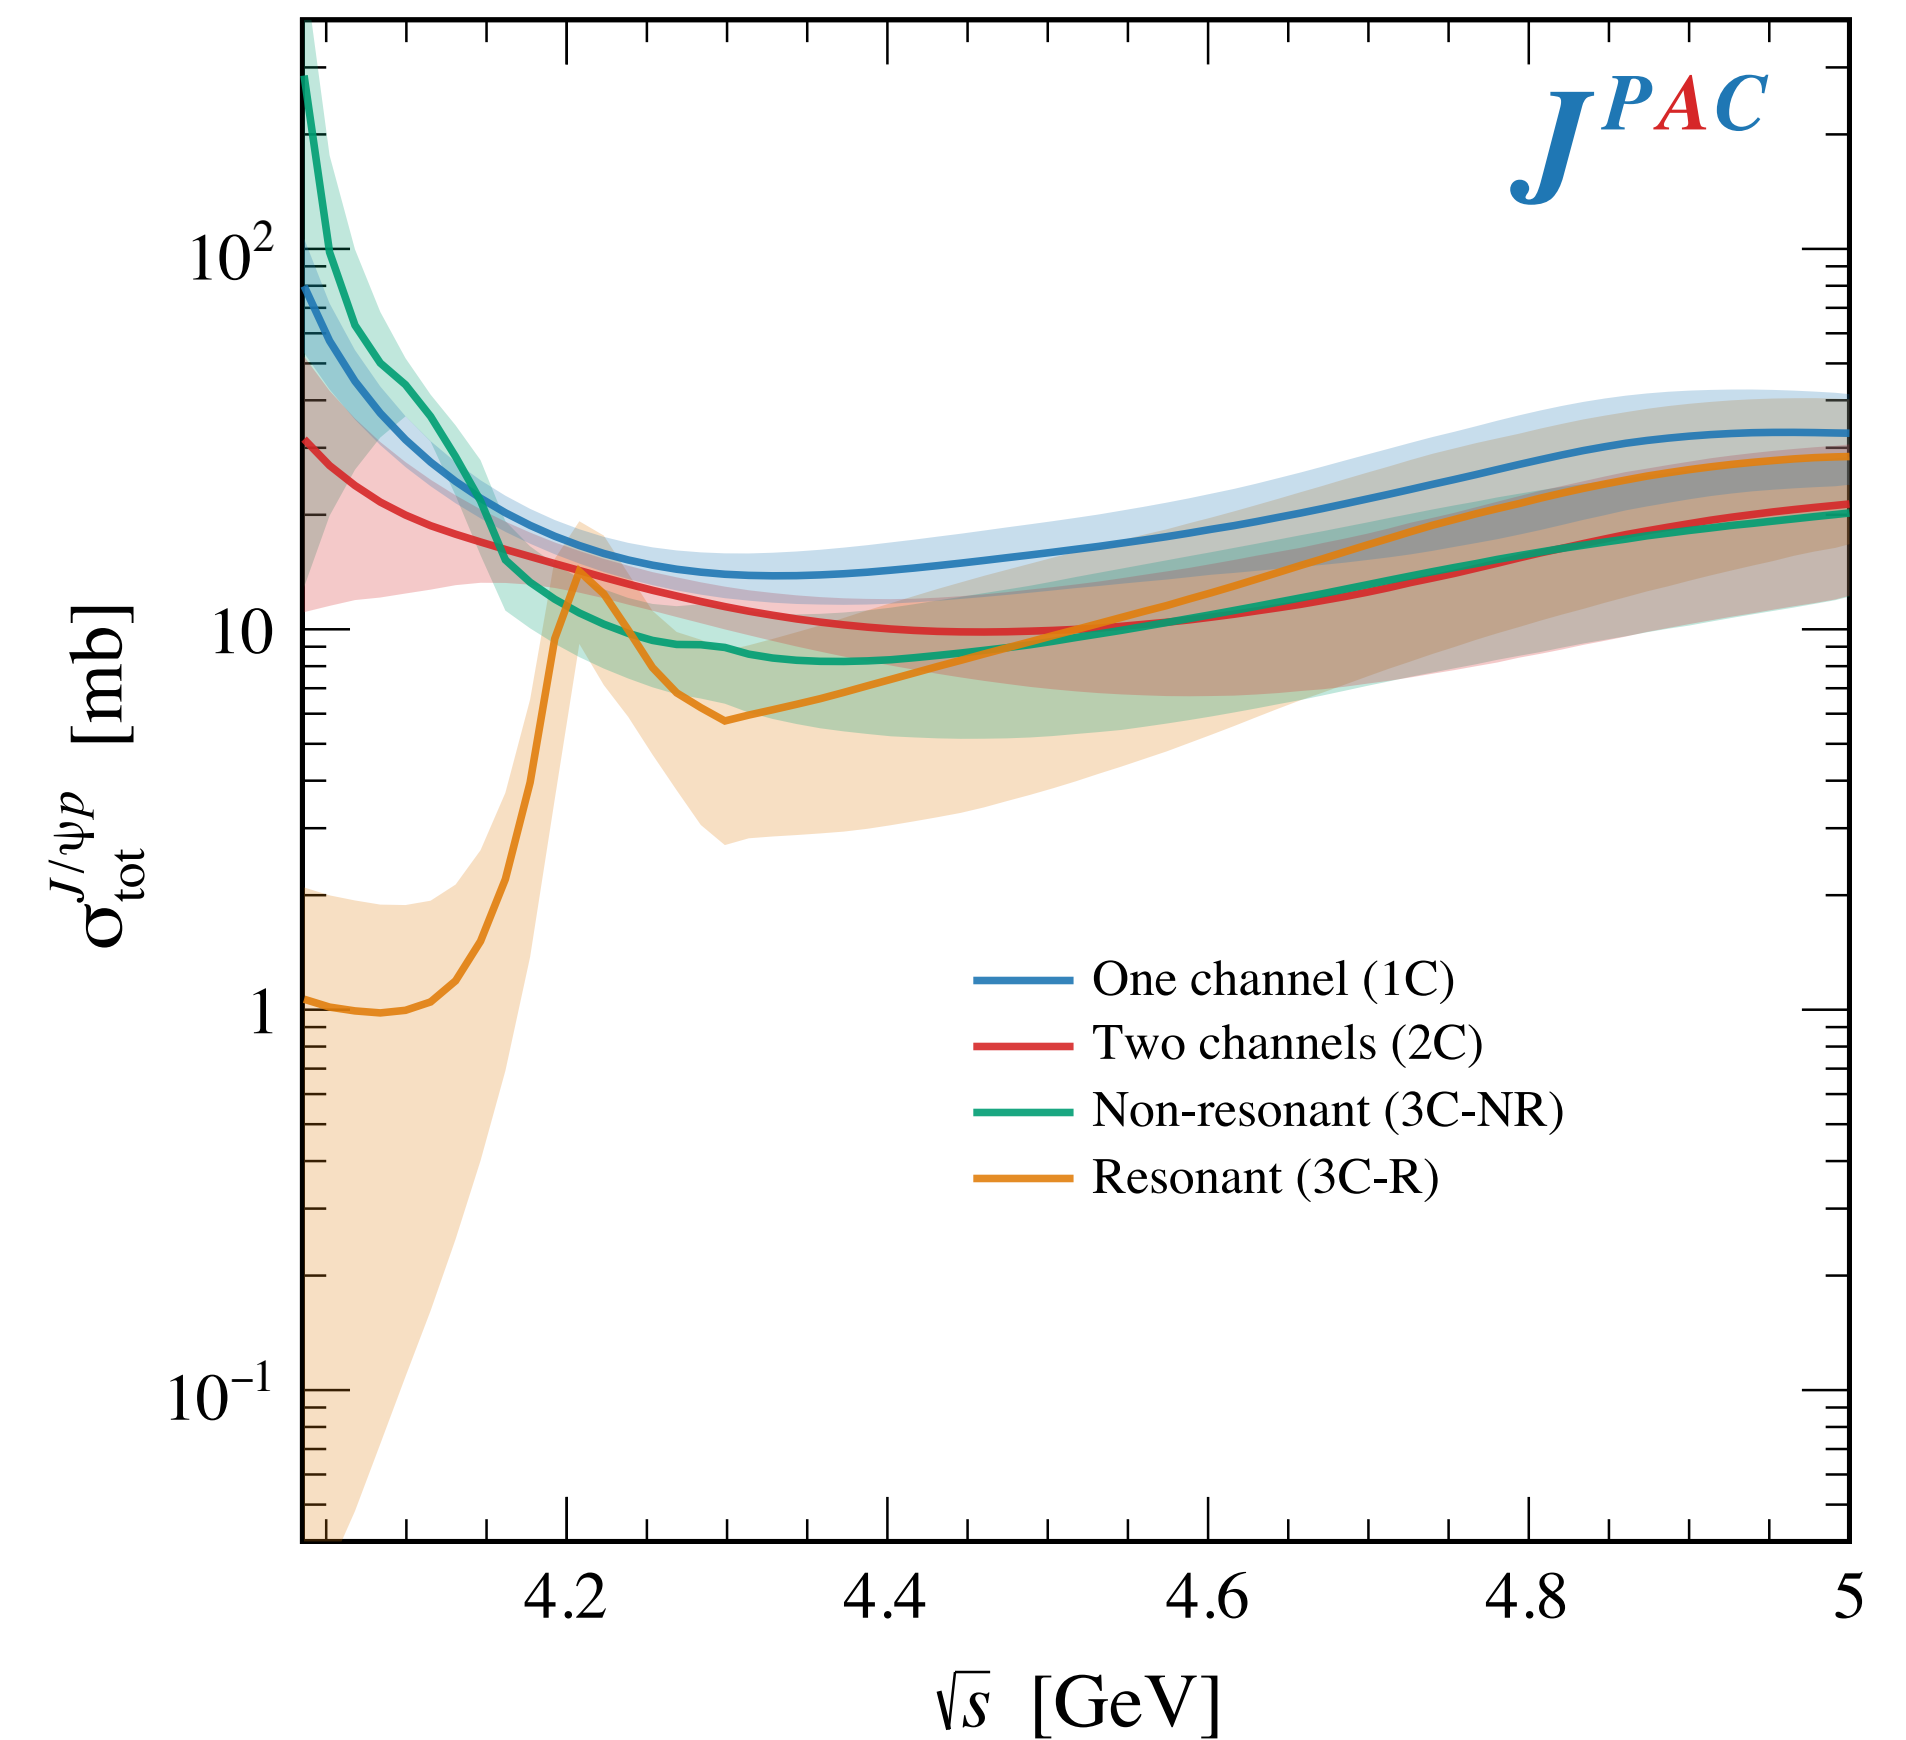 J^PAC
10^2
10
1
10^−1
σ_tot^{J/ψp} [mb]
One channel (1C)
Two channels (2C)
Non-resonant (3C-NR)
Resonant (3C-R)
4.2 4.4 4.6 4.8 5
√s [GeV]